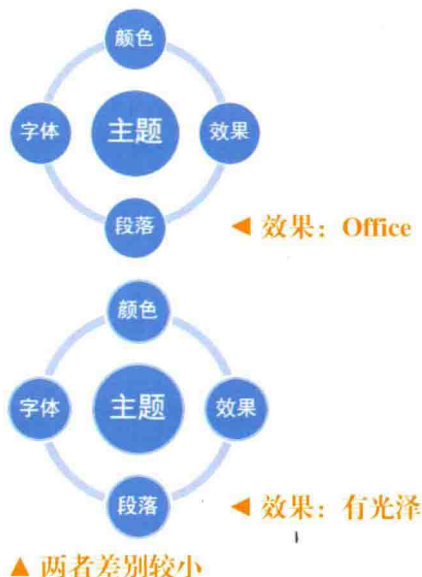 颜色
字体 主题 效果
段落
◀ 效果：Office
颜色
字体 主题 效果
段落
◀ 效果：有光泽
▲ 两者差别较小